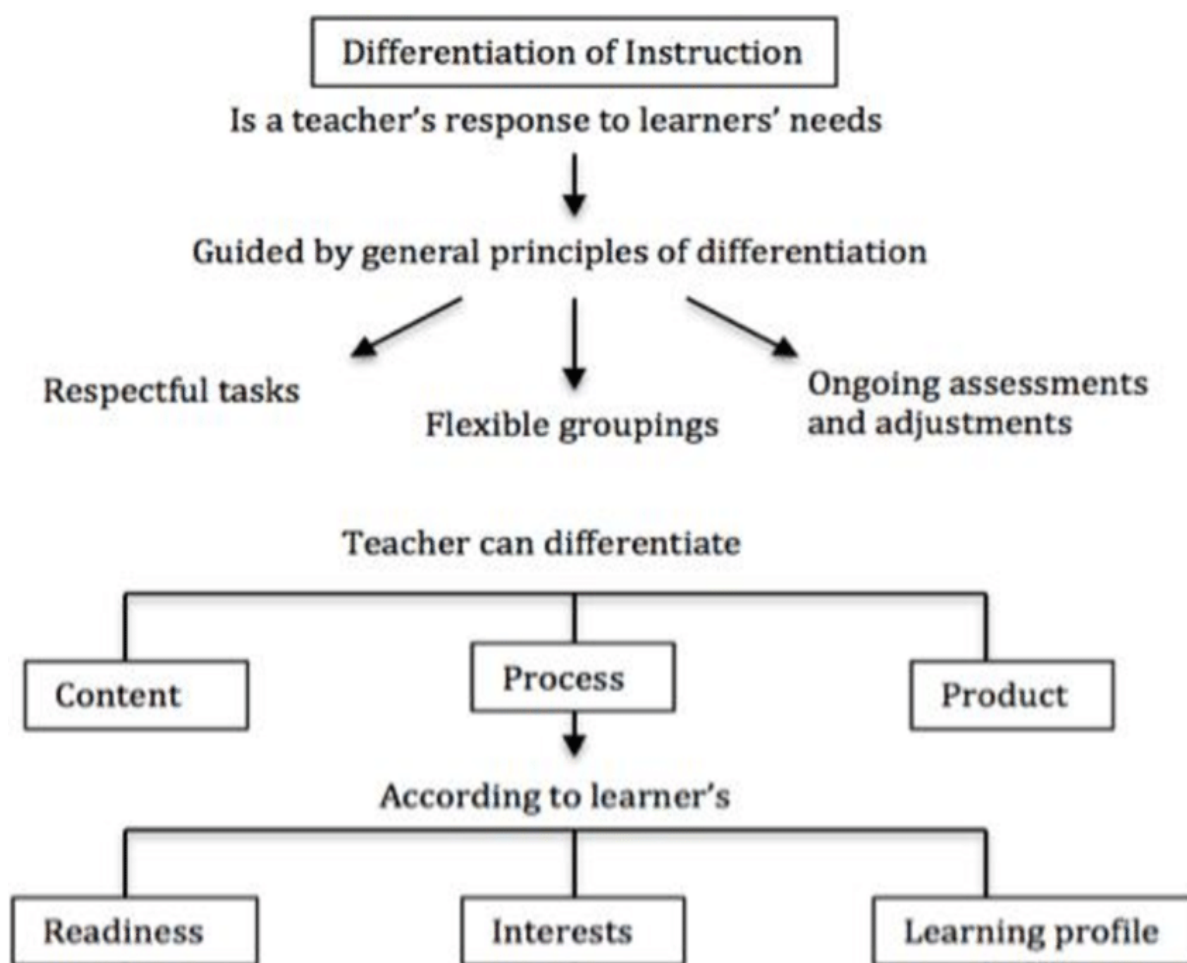 Differentiation of Instruction
Is a teacher's response to learners' needs
Guided by general principles of differentiation
Respectful tasks
Flexible groupings
Ongoing assessments
and adjustments
Teacher can differentiate
Content
Process
Product
According to learner's
Readiness
Interests
Learning profile